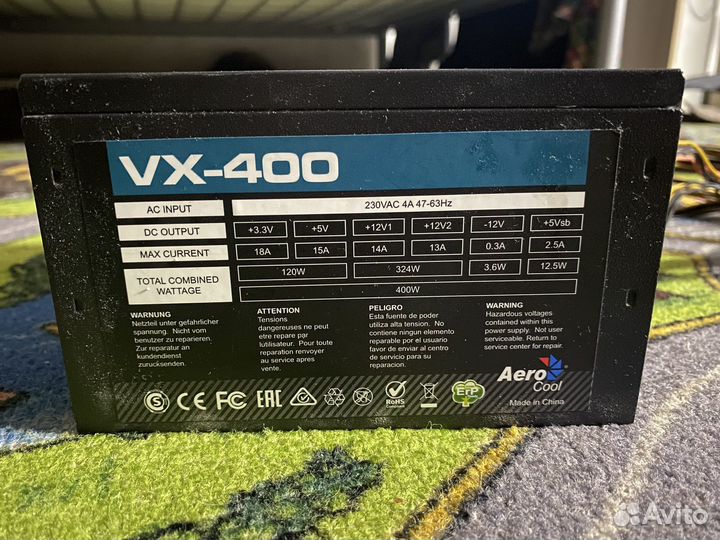 VX-400
AC INPUT 230VAC 4A 47-63Hz
DC OUTPUT +3.3V +5V +12V1 +12V2 -12V +5Vsb
MAX CURRENT 18A 15A 14A 13A 0.3A 2.5A
TOTAL COMBINED WATTAGE 120W 324W 3.6W 12.5W
400W
WARNUNG
Netzteil unter gefahrlicher
spannung. Nicht vom
benutzer zu reparieren.
Zur reparatur an
kundendienst
zurucksenden.
ATTENTION
Tensions
dangereuses ne peut
etre repare par
lutilisateur. Pour toute
reparation renvoyer
au service apres
vente.
PELIGRO
Esta fuente de poder
utiliza alta tension. No
contiene ningun elemento
reparable por el usuario
favor de enviar al centro
de servicio para su
reparacion.
WARNING
Hazardous voltages
contained within this
power supply. Not user
serviceable. Return to
service center for repair.
S CE FC EAC RoHS ErP
Aero
Cool
Made in China
Avito